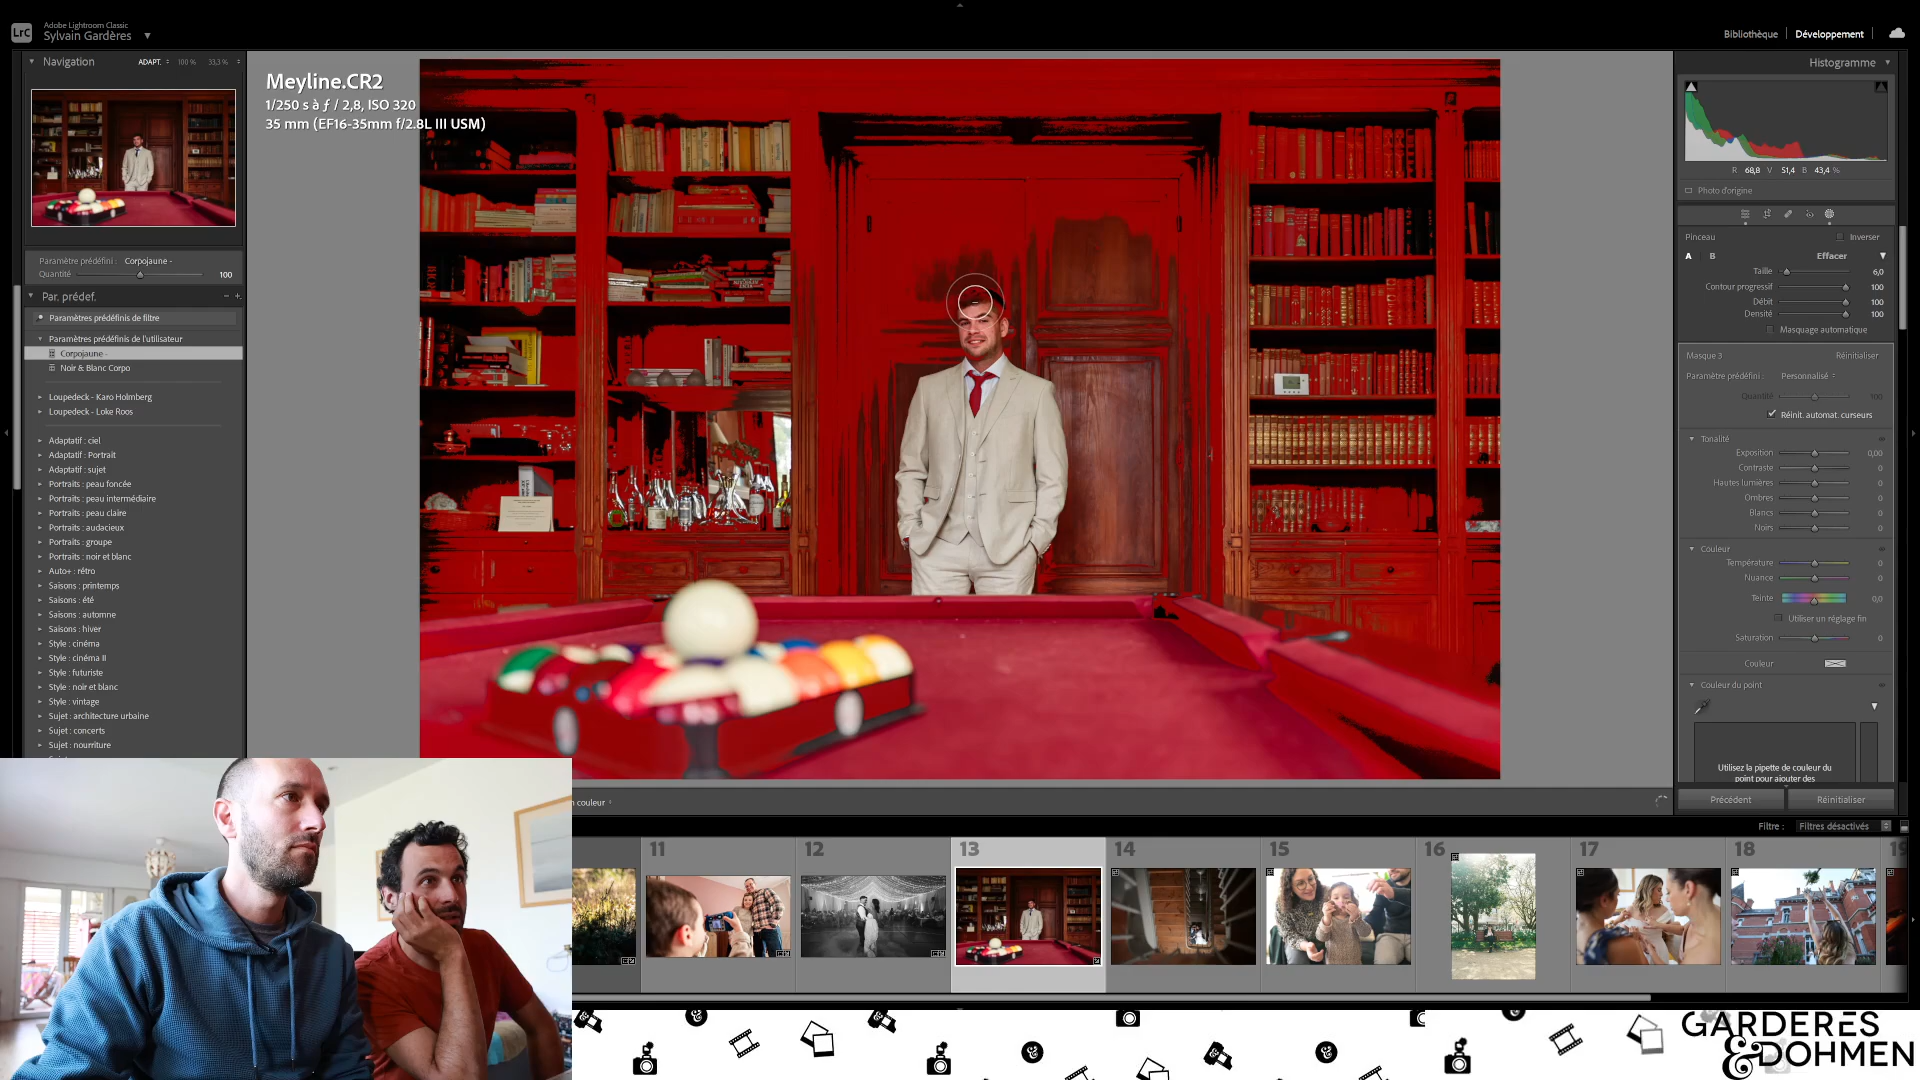 Adobe Lightroom Classic
LrC
Sylvain Gardères
Bibliothèque
Développement
Navigation
ADAPT.
100 %
33,3 %
Meyline.CR2
1/250 s à ƒ / 2,8, ISO 320
35 mm (EF16-35mm f/2.8L III USM)
Paramètre prédéfini : Corpojaune -
Quantité 100
Par. prédef.
Paramètres prédéfinis de filtre
Paramètres prédéfinis de l'utilisateur
Corpojaune -
Noir & Blanc Corpo
Loupedeck - Karo Holmberg
Loupedeck - Loke Roos
Adaptatif : ciel
Adaptatif : Portrait
Adaptatif : sujet
Portraits : peau foncée
Portraits : peau intermédiaire
Portraits : peau claire
Portraits : audacieux
Portraits : groupe
Portraits : noir et blanc
Auto+ : rétro
Saisons : printemps
Saisons : été
Saisons : automne
Saisons : hiver
Style : cinéma
Style : cinéma II
Style : futuriste
Style : noir et blanc
Style : vintage
Sujet : architecture urbaine
Sujet : concerts
Sujet : nourriture
Histogramme
R 68,8 V 51,4 B 43,4 %
Photo d'origine
Pinceau
Inverser
A B Effacer
Taille 6,0
Contour progressif 100
Débit 100
Densité 100
Masquage automatique
Masque 3 Réinitialiser
Paramètre prédéfini : Personnalisé
Quantité 100
Réinit. automat. curseurs
Tonalité
Exposition 0,00
Contraste 0
Hautes lumières 0
Ombres 0
Blancs 0
Noirs 0
Couleur
Température 0
Nuance 0
Teinte 0,0
Utiliser un réglage fin
Saturation 0
Couleur
Couleur du point
Utilisez la pipette de couleur du
point pour ajouter des
Précédent
Réinitialiser
n couleur
Filtre : Filtres désactivés
11
12
13
14
15
16
17
18
19
GARDERES
&DOHMEN